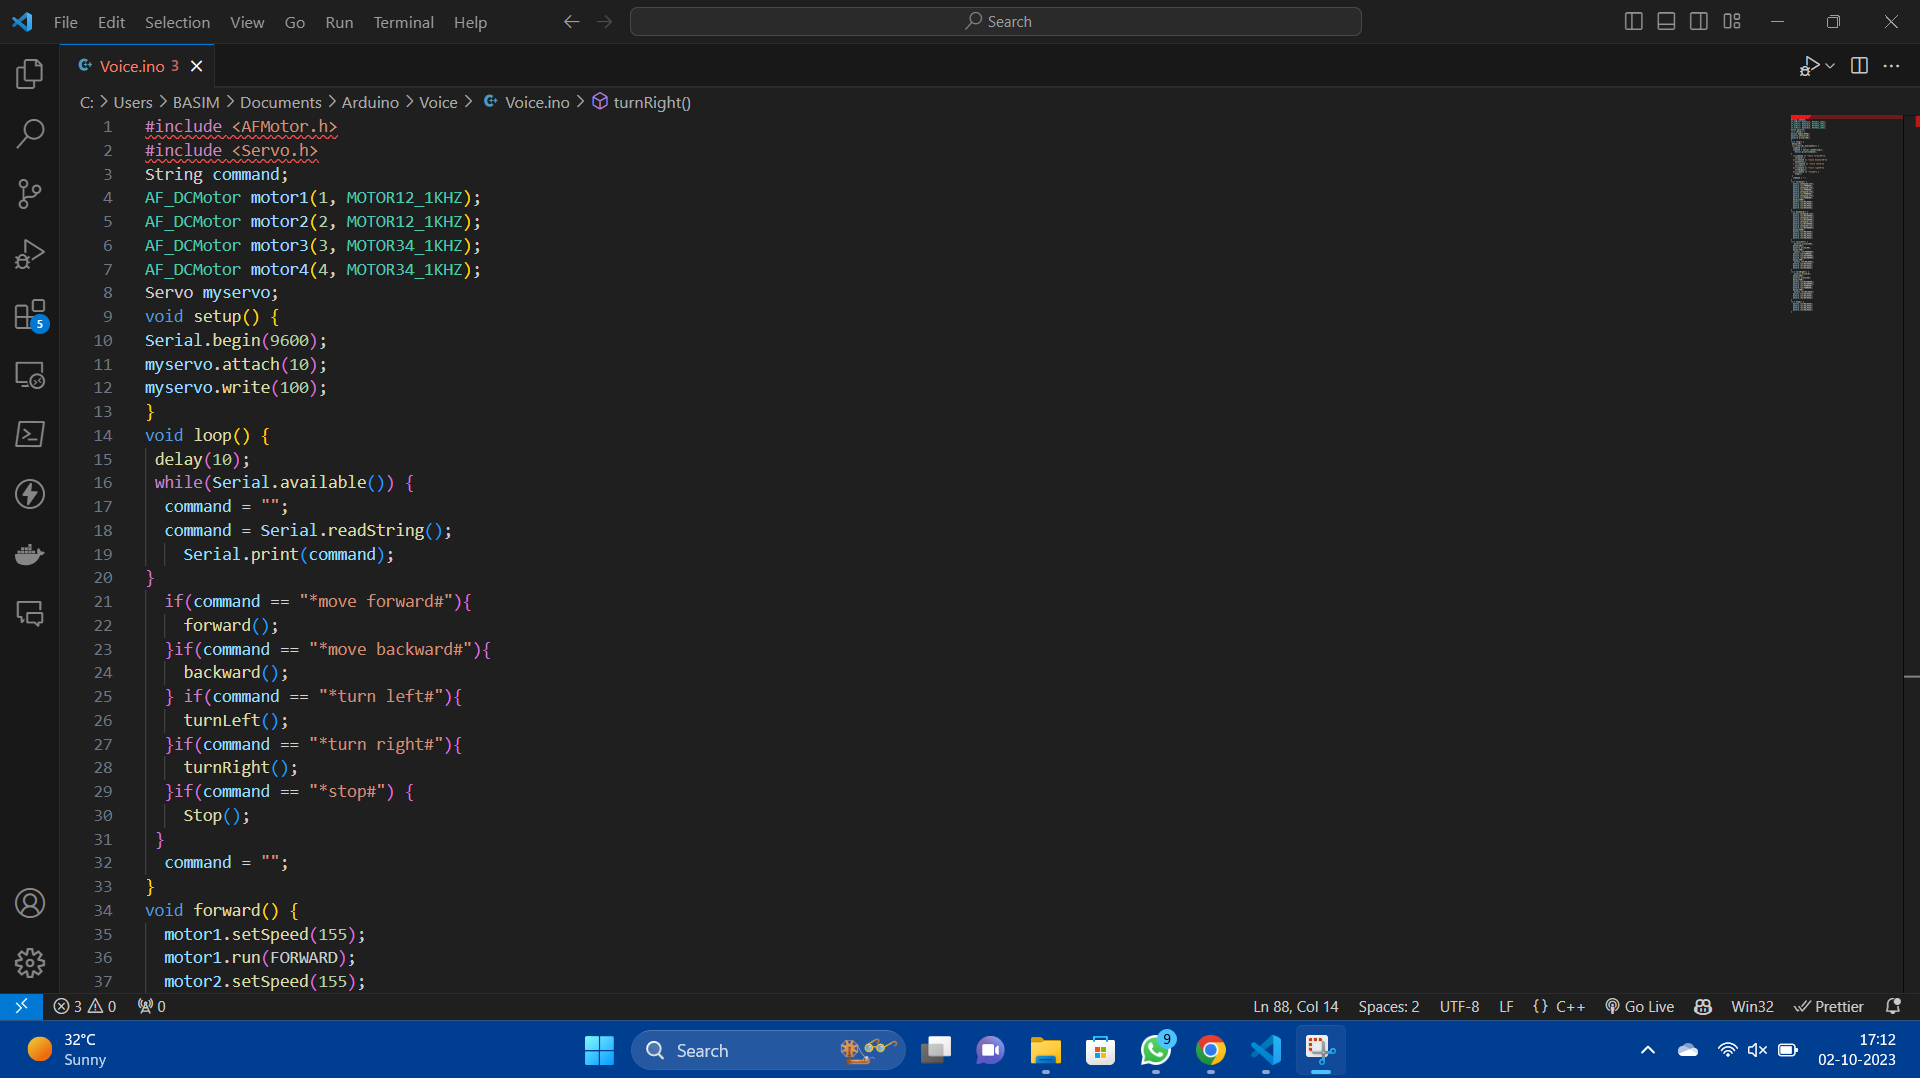 File Edit Selection View Go Run Terminal Help
Search
Voice.ino 3
C: > Users > BASIM > Documents > Arduino > Voice > Voice.ino > turnRight()
1 #include <AFMotor.h>
2 #include <Servo.h>
3 String command;
4 AF_DCMotor motor1(1, MOTOR12_1KHZ);
5 AF_DCMotor motor2(2, MOTOR12_1KHZ);
6 AF_DCMotor motor3(3, MOTOR34_1KHZ);
7 AF_DCMotor motor4(4, MOTOR34_1KHZ);
8 Servo myservo;
9 void setup() {
10 Serial.begin(9600);
11 myservo.attach(10);
12 myservo.write(100);
13 }
14 void loop() {
15 delay(10);
16 while(Serial.available()) {
17 command = "";
18 command = Serial.readString();
19 Serial.print(command);
20 }
21 if(command == "*move forward#"){
22 forward();
23 }if(command == "*move backward#"){
24 backward();
25 } if(command == "*turn left#"){
26 turnLeft();
27 }if(command == "*turn right#"){
28 turnRight();
29 }if(command == "*stop#") {
30 Stop();
31 }
32 command = "";
33 }
34 void forward() {
35 motor1.setSpeed(155);
36 motor1.run(FORWARD);
37 motor2.setSpeed(155);
5
3 0 0
Ln 88, Col 14 Spaces: 2 UTF-8 LF {} C++ Go Live Win32 Prettier
32°C
Sunny
Search
9
17:12
02-10-2023